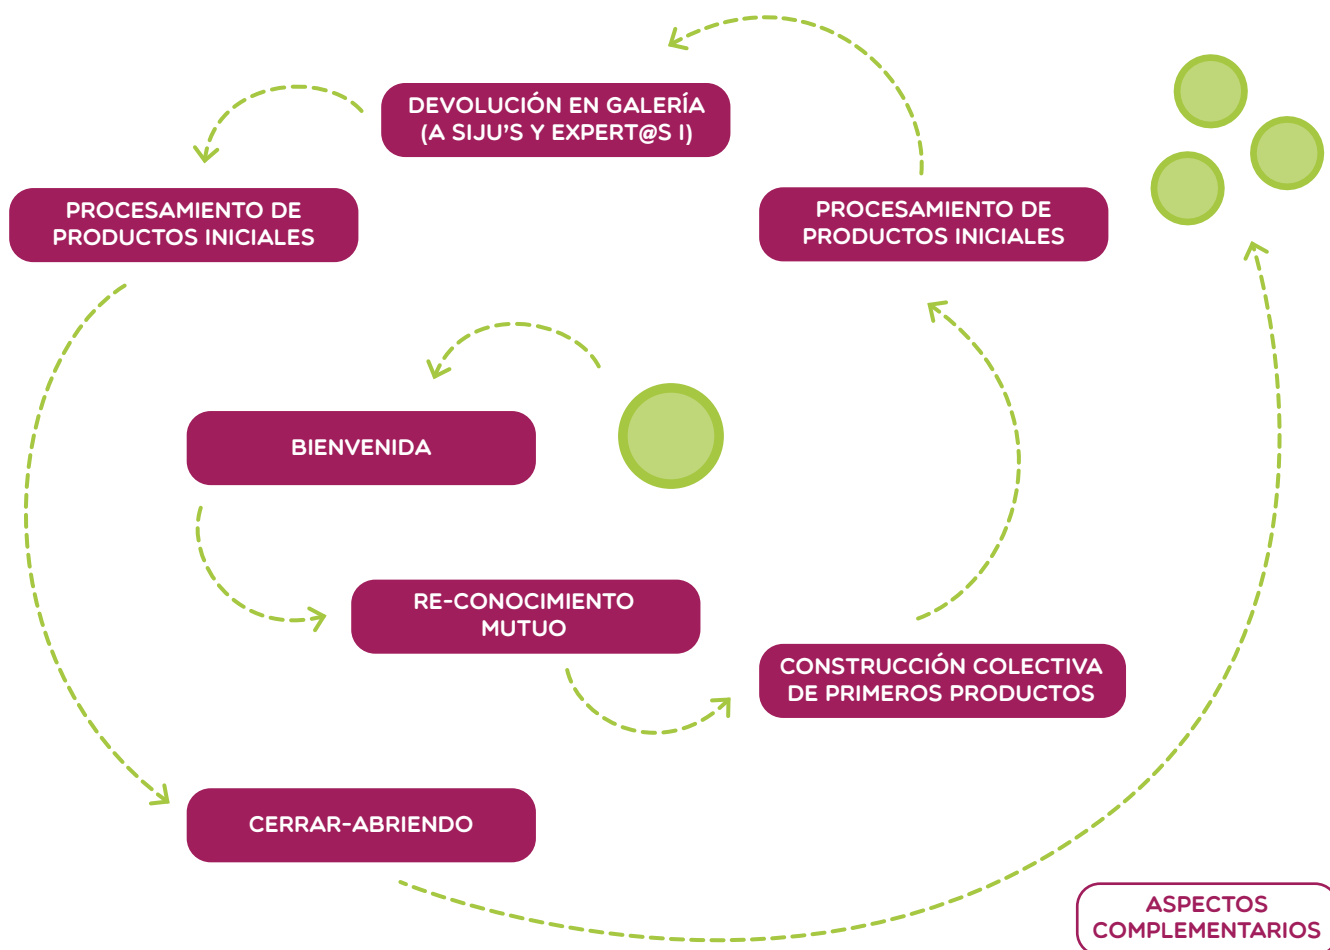 DEVOLUCIÓN EN GALERÍA
(A SIJU'S Y EXPERT@S I)
PROCESAMIENTO DE
PRODUCTOS INICIALES
PROCESAMIENTO DE
PRODUCTOS INICIALES
BIENVENIDA
RE-CONOCIMIENTO
MUTUO
CONSTRUCCIÓN COLECTIVA
DE PRIMEROS PRODUCTOS
CERRAR-ABRIENDO
ASPECTOS
COMPLEMENTARIOS